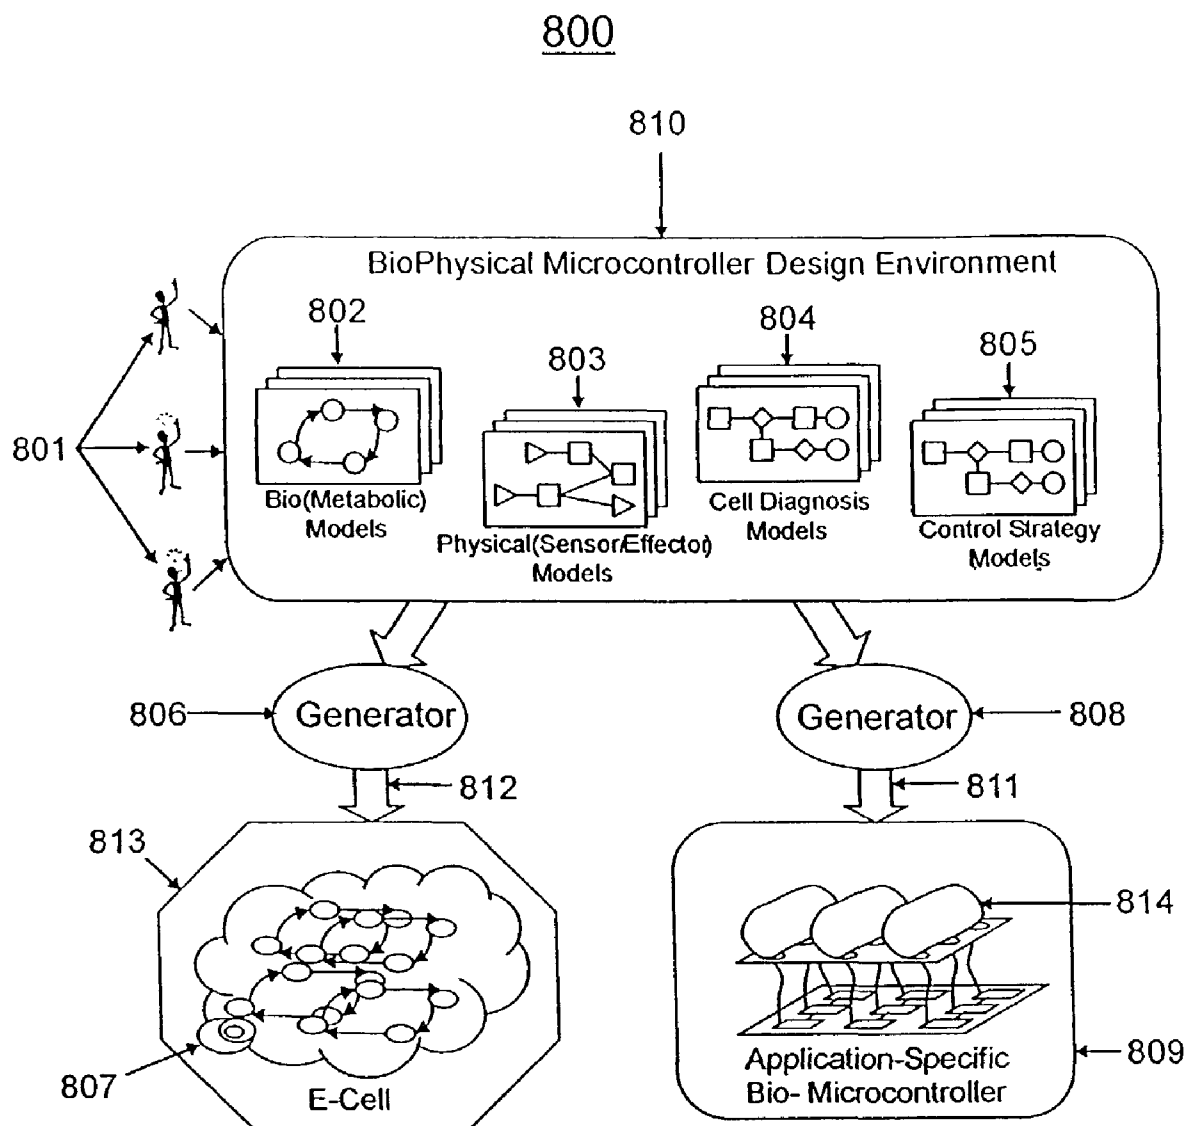 800
810
BioPhysical Microcontroller Design Environment
802
803
804
805
801
Bio(Metabolic)
Models
Physical(Sensor/Effector)
Models
Cell Diagnosis
Models
Control Strategy
Models
806
Generator
Generator
808
812
811
813
814
807
E-Cell
Application-Specific
Bio- Microcontroller
809